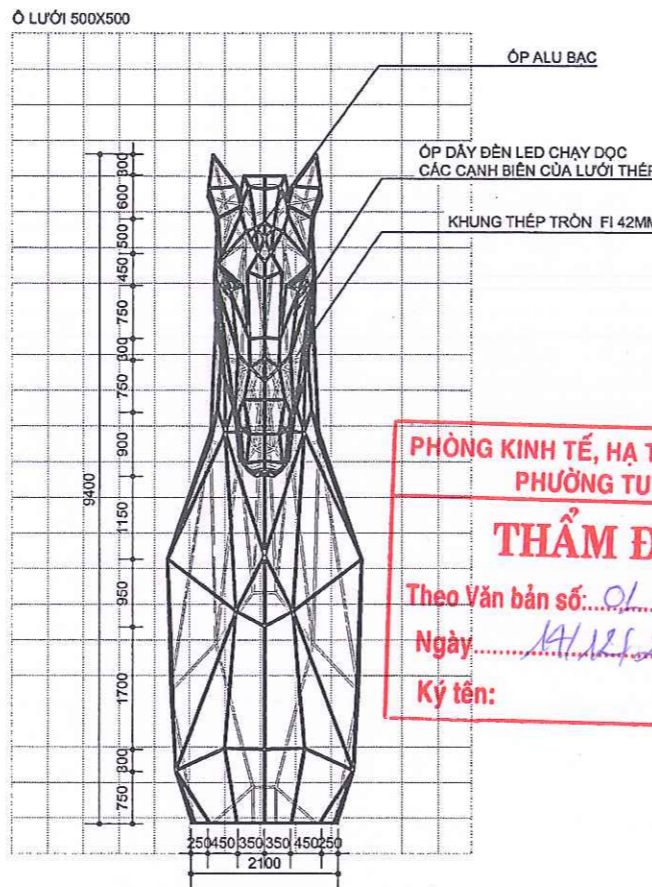 Ô LƯỚI 500X500
ỐP ALU BẠC
ỐP DÂY ĐÈN LED CHẠY DỌC
CÁC CẠNH BIÊN CỦA LƯỚI THÉP
KHUNG THÉP TRÒN FI 42MM
300
600
500
450
750
300
750
900
1150
950
1700
300
750
9400
250 450 350 350 450 250
2100
PHÒNG KINH TẾ, HẠ T
PHƯỜNG TU
THẨM Đ
Theo Văn bản số: 01
Ngày 14/12/
Ký tên: